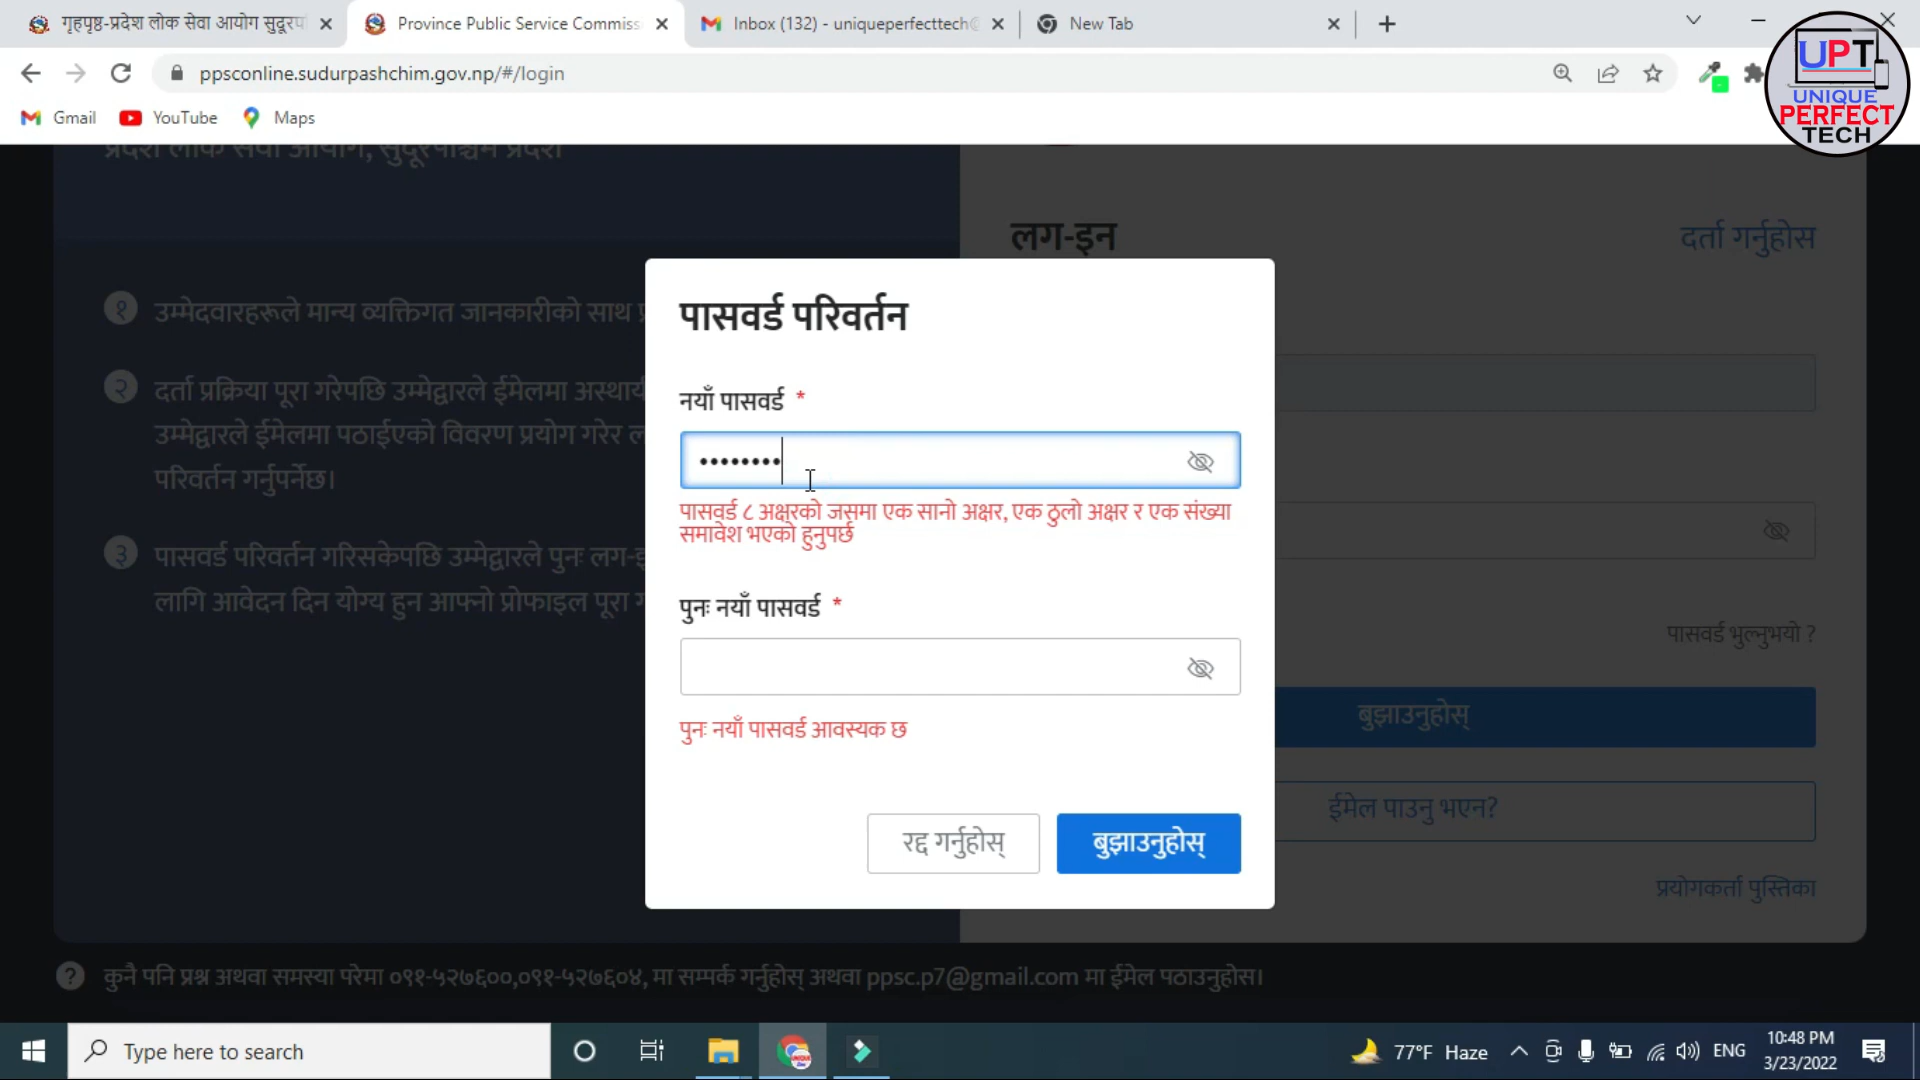 गृहपृष्ठ-प्रदेश लोक सेवा आयोग सुदूरप
Province Public Service Commiss
Inbox (132) - uniqueperfecttech@
New Tab
ppsconline.sudurpashchim.gov.np/#/login
Gmail
YouTube
Maps
UPT
UNIQUE
PERFECT
TECH
प्रदेश लोक सेवा आयोग, सुदूरपश्चिम प्रदेश
लग-इन
दर्ता गर्नुहोस
१ उम्मेदवारहरूले मान्य व्यक्तिगत जानकारीको साथ
२ दर्ता प्रक्रिया पूरा गरेपछि उम्मेद्वारले ईमेलमा अस्थायी
उम्मेद्वारले ईमेलमा पठाईएको विवरण प्रयोग गरेर
परिवर्तन गर्नुपर्नेछ।
३ पासवर्ड परिवर्तन गरिसकेपछि उम्मेद्वारले पुनः लग-इ
लागि आवेदन दिन योग्य हुन आफ्नो प्रोफाइल पूरा
पासवर्ड परिवर्तन
नयाँ पासवर्ड *
••••••••
पासवर्ड ८ अक्षरको जसमा एक सानो अक्षर, एक ठुलो अक्षर र एक संख्या
समावेश भएको हुनुपर्छ
पुनः नयाँ पासवर्ड *
पुनः नयाँ पासवर्ड आवस्यक छ
रद्द गर्नुहोस्
बुझाउनुहोस्
पासवर्ड भुल्नुभयो ?
बुझाउनुहोस्
ईमेल पाउनु भएन?
प्रयोगकर्ता पुस्तिका
? कुनै पनि प्रश्न अथवा समस्या परेमा ०९१-५२७६००,०९१-५२७६०४, मा सम्पर्क गर्नुहोस् अथवा ppsc.p7@gmail.com मा ईमेल पठाउनुहोस।
Type here to search
77°F Haze
ENG
10:48 PM
3/23/2022